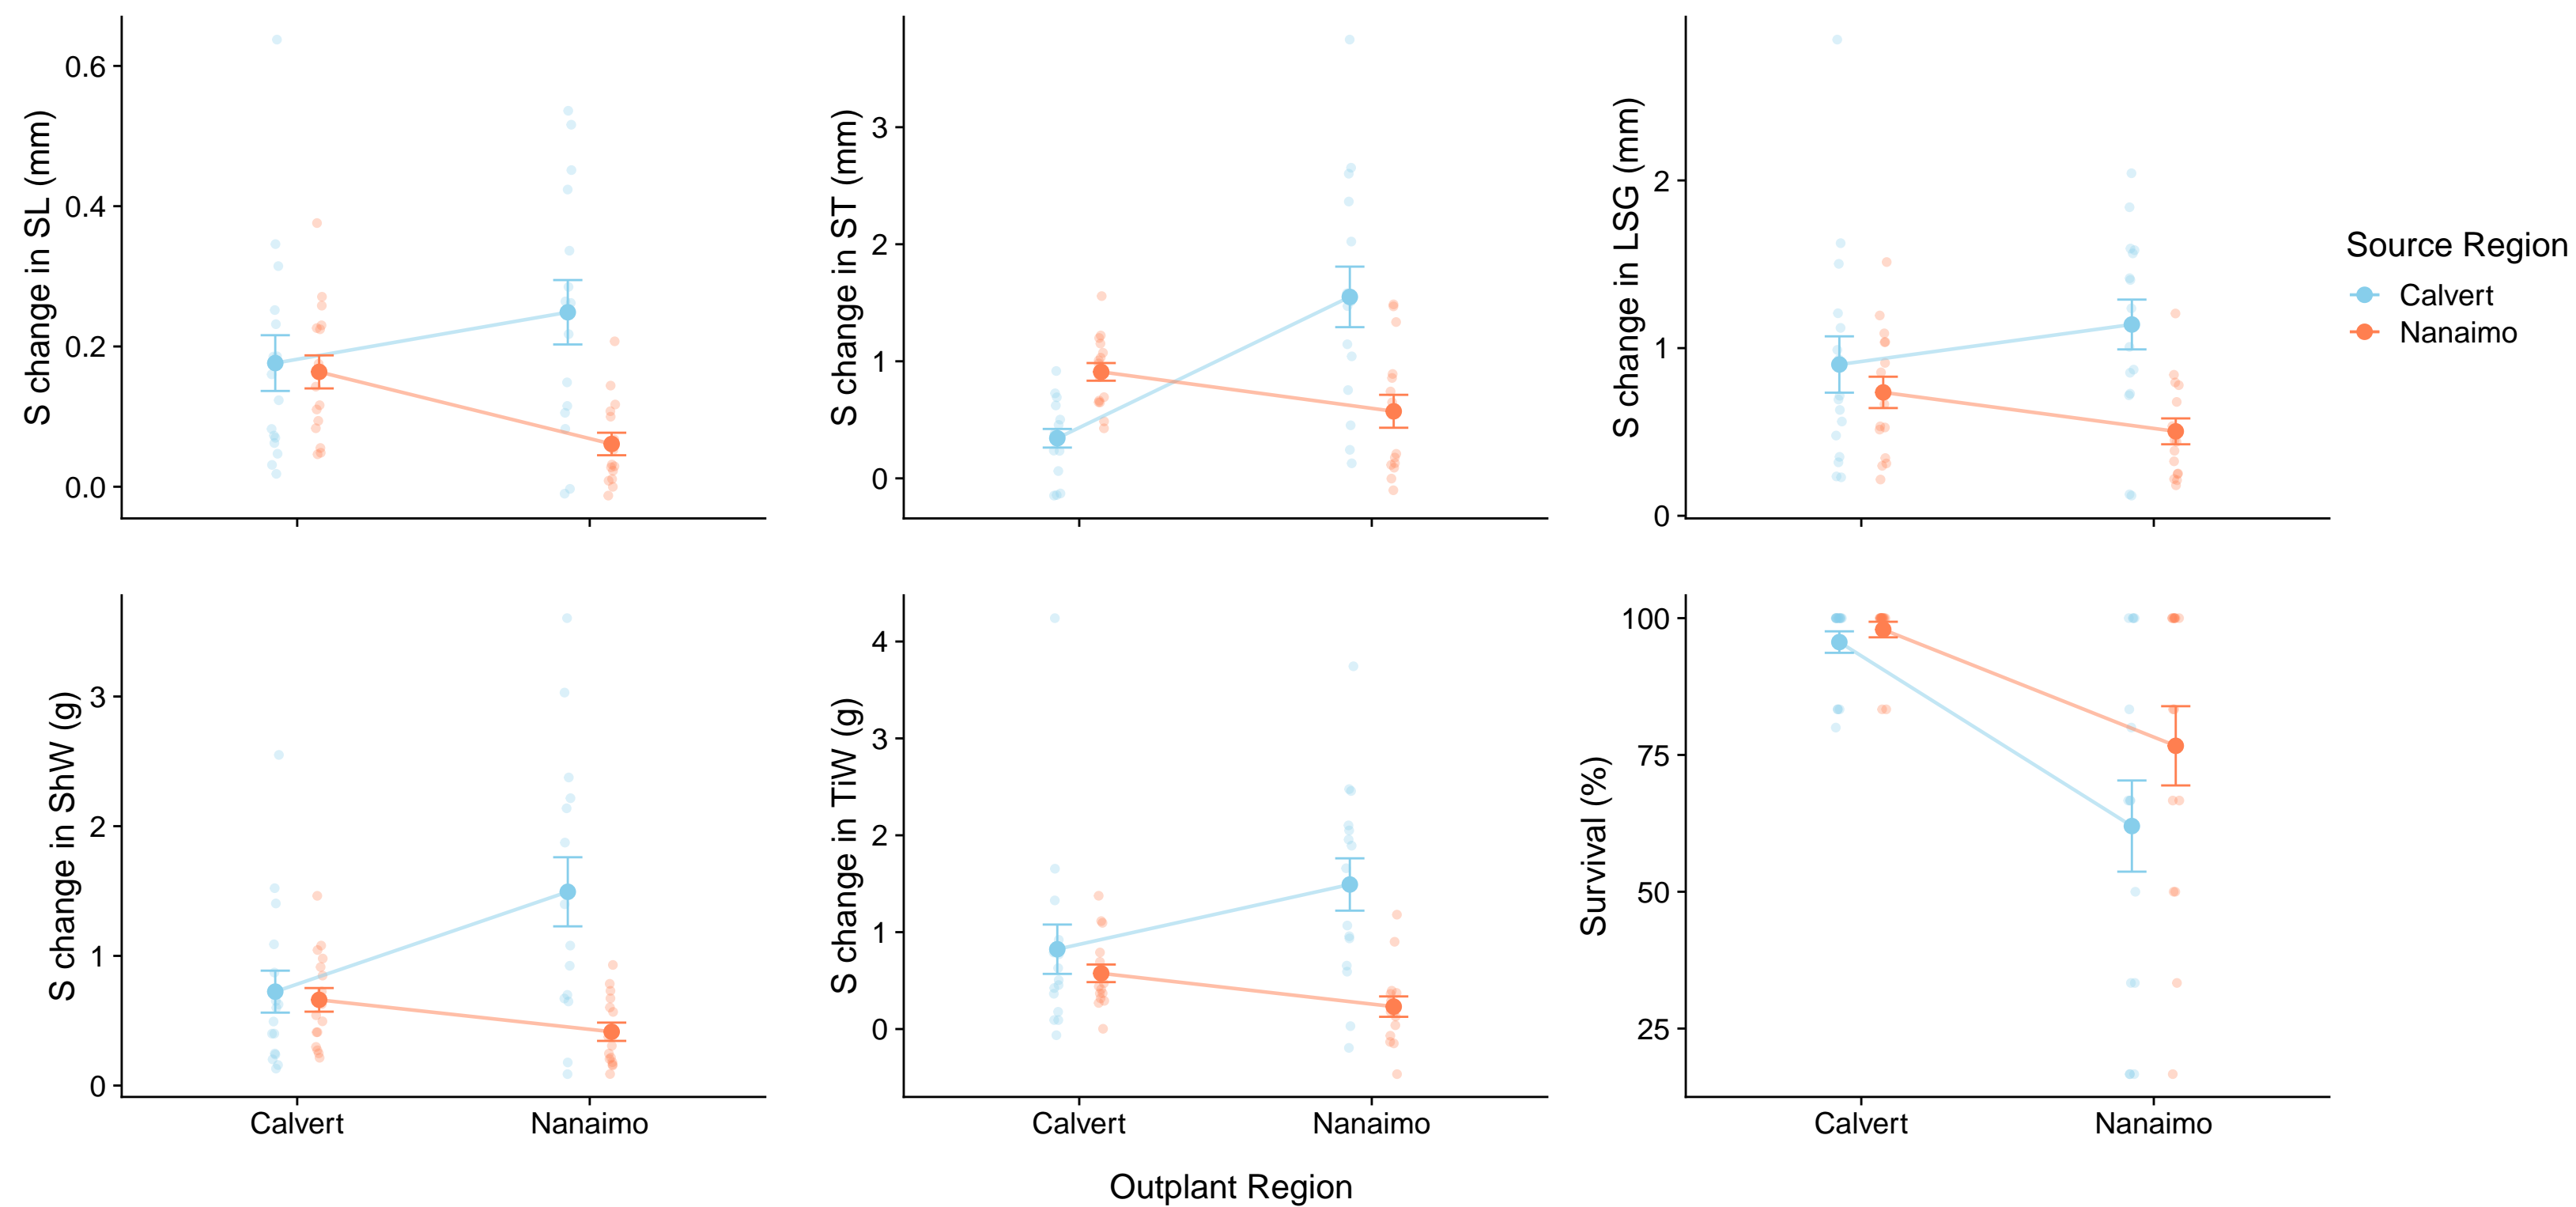 S change in SL (mm)
0.6
0.4
0.2
0.0
S change in ST (mm)
3
2
1
0
S change in LSG (mm)
2
1
0
Source Region
Calvert
Nanaimo
S change in ShW (g)
3
2
1
0
Calvert Nanaimo
S change in TiW (g)
4
3
2
1
0
Calvert Nanaimo
Survival (%)
100
75
50
25
Calvert Nanaimo
Outplant Region